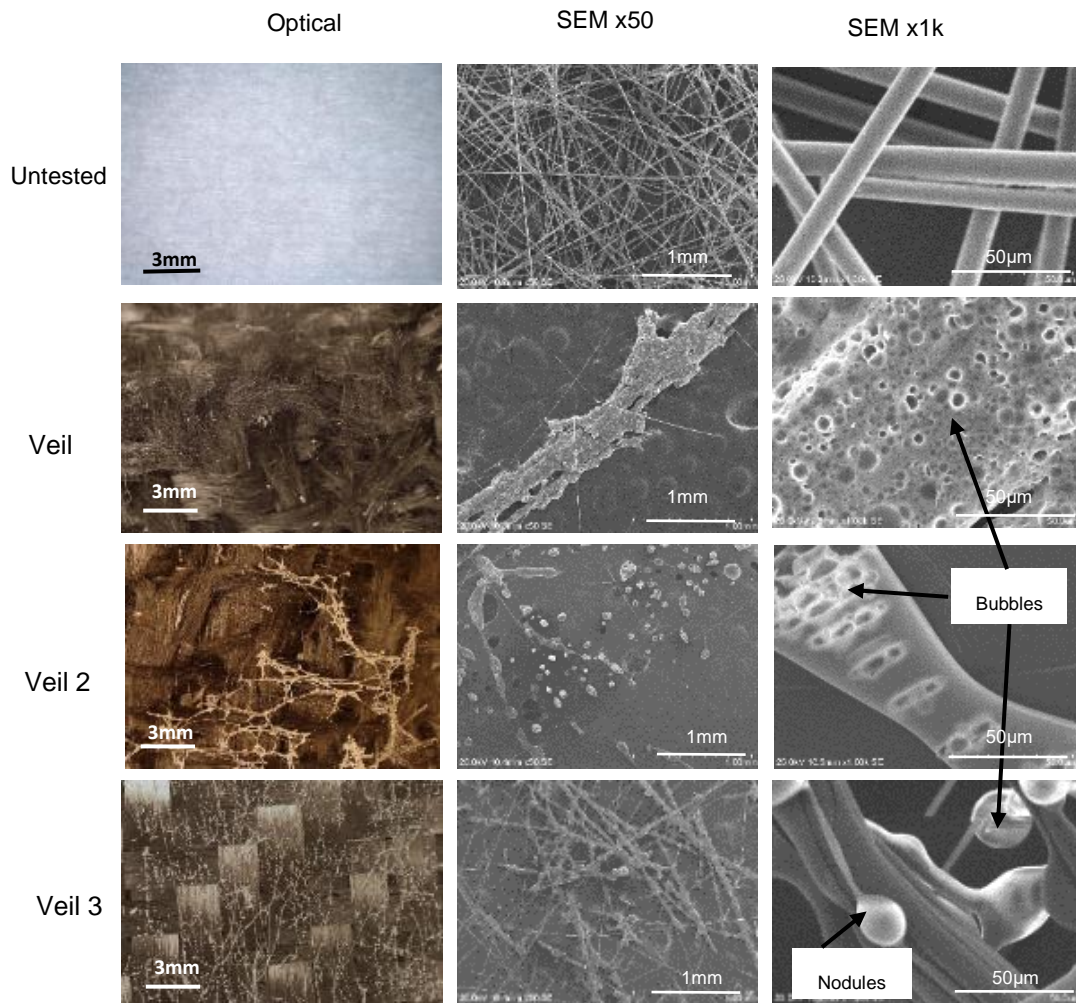 Optical
SEM x50
SEM x1k
Untested
3mm
1mm
50µm
Veil
3mm
1mm
50µm
Bubbles
Veil 2
3mm
1mm
50µm
Veil 3
3mm
1mm
50µm
Nodules